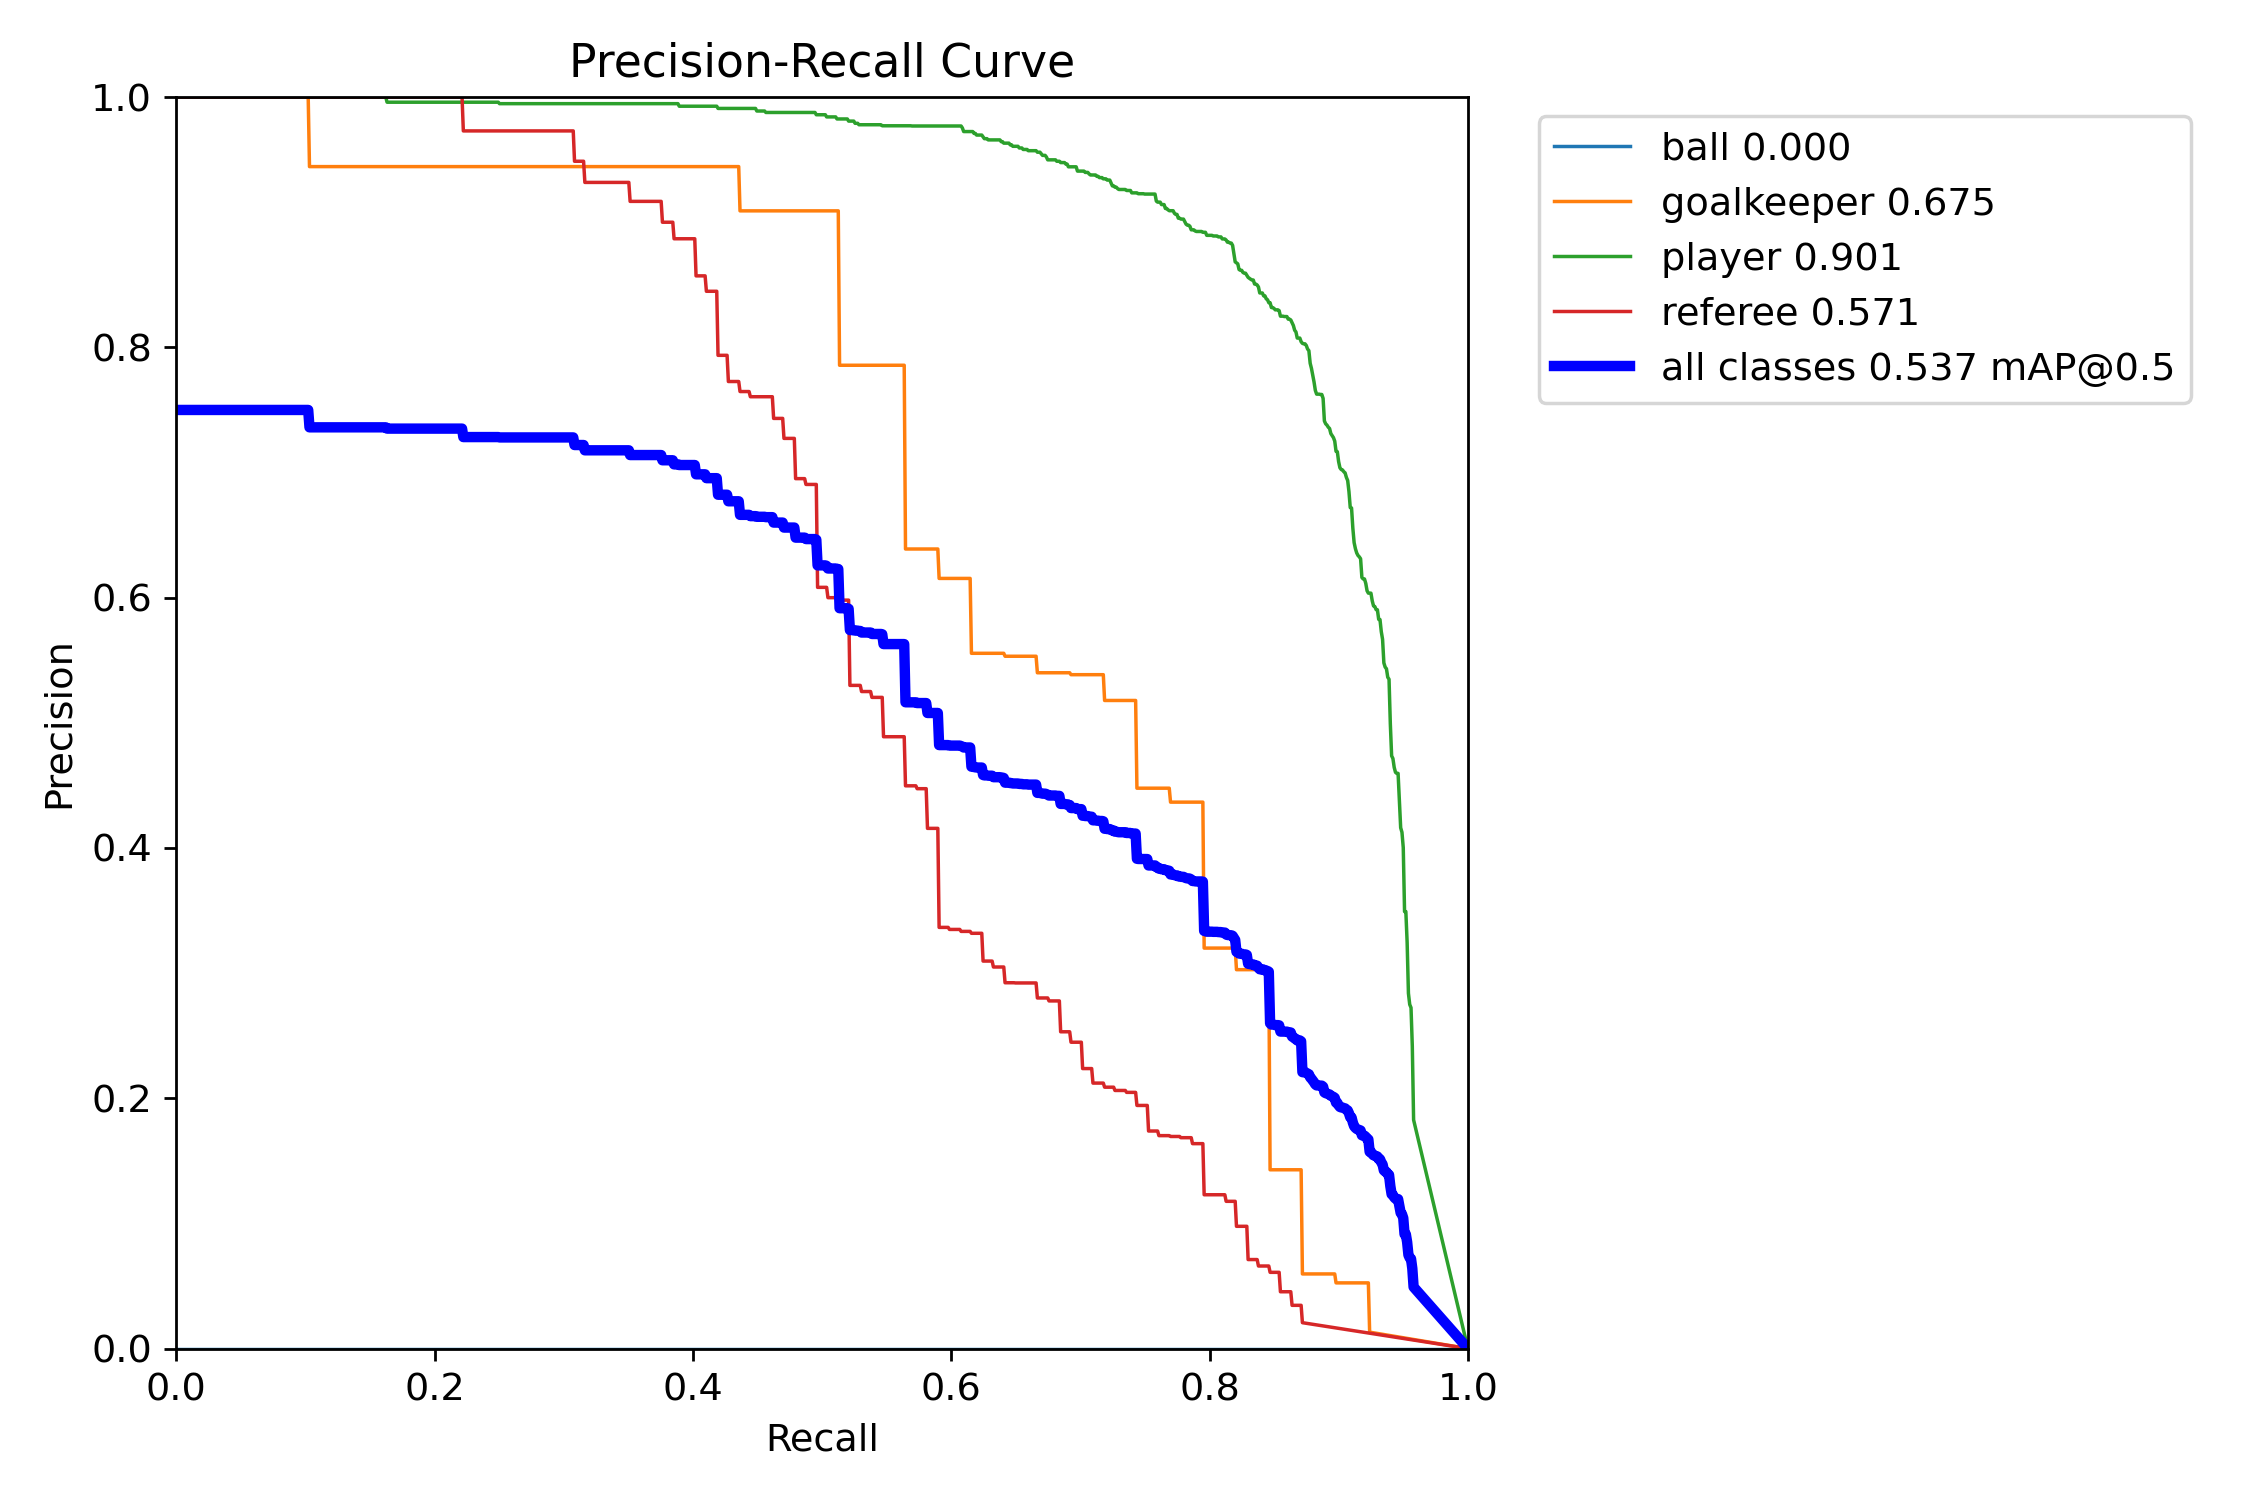 Precision-Recall Curve
1.0
0.8
0.6
0.4
0.2
0.0
Precision
0.0 0.2 0.4 0.6 0.8 1.0
Recall
ball 0.000
goalkeeper 0.675
player 0.901
referee 0.571
all classes 0.537 mAP@0.5